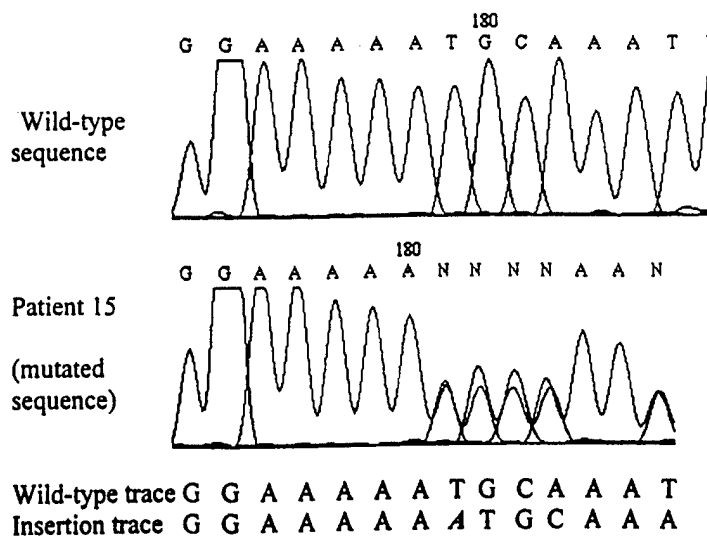 180
G G A A A A A T G C A A A T T
Wild-type
sequence
180
G G A A A A A N N N N A A N
Patient 15
(mutated
sequence)
Wild-type trace G G A A A A A T G C A A A T
Insertion trace G G A A A A A A T G C A A A